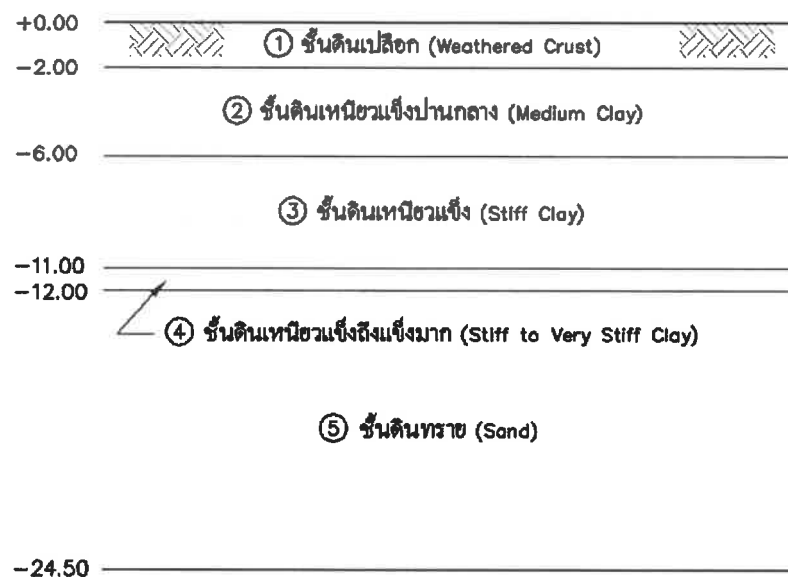 +0.00
① ชั้นดินเปลือก (Weathered Crust)
-2.00
② ชั้นดินเหนียวแข็งปานกลาง (Medium Clay)
-6.00
③ ชั้นดินเหนียวแข็ง (Stiff Clay)
-11.00
-12.00
④ ชั้นดินเหนียวแข็งถึงแข็งมาก (Stiff to Very Stiff Clay)
⑤ ชั้นดินทราย (Sand)
-24.50